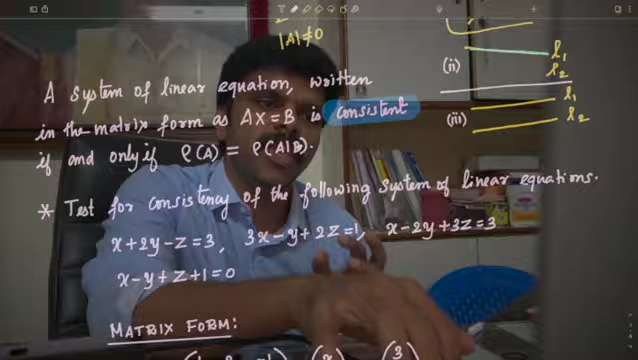 |A|≠0
l₁
(ii) l₂
A system of linear equation, written
in the matrix form as AX=B is consistent
if and only if ρ(A) = ρ(A|B).
l₁
(iii) l₂
* Test for consistency of the following system of linear equations.
x+2y-z=3, 3x-y+2z=1, x-2y+3z=3
x-y+z+1=0
MATRIX FORM: